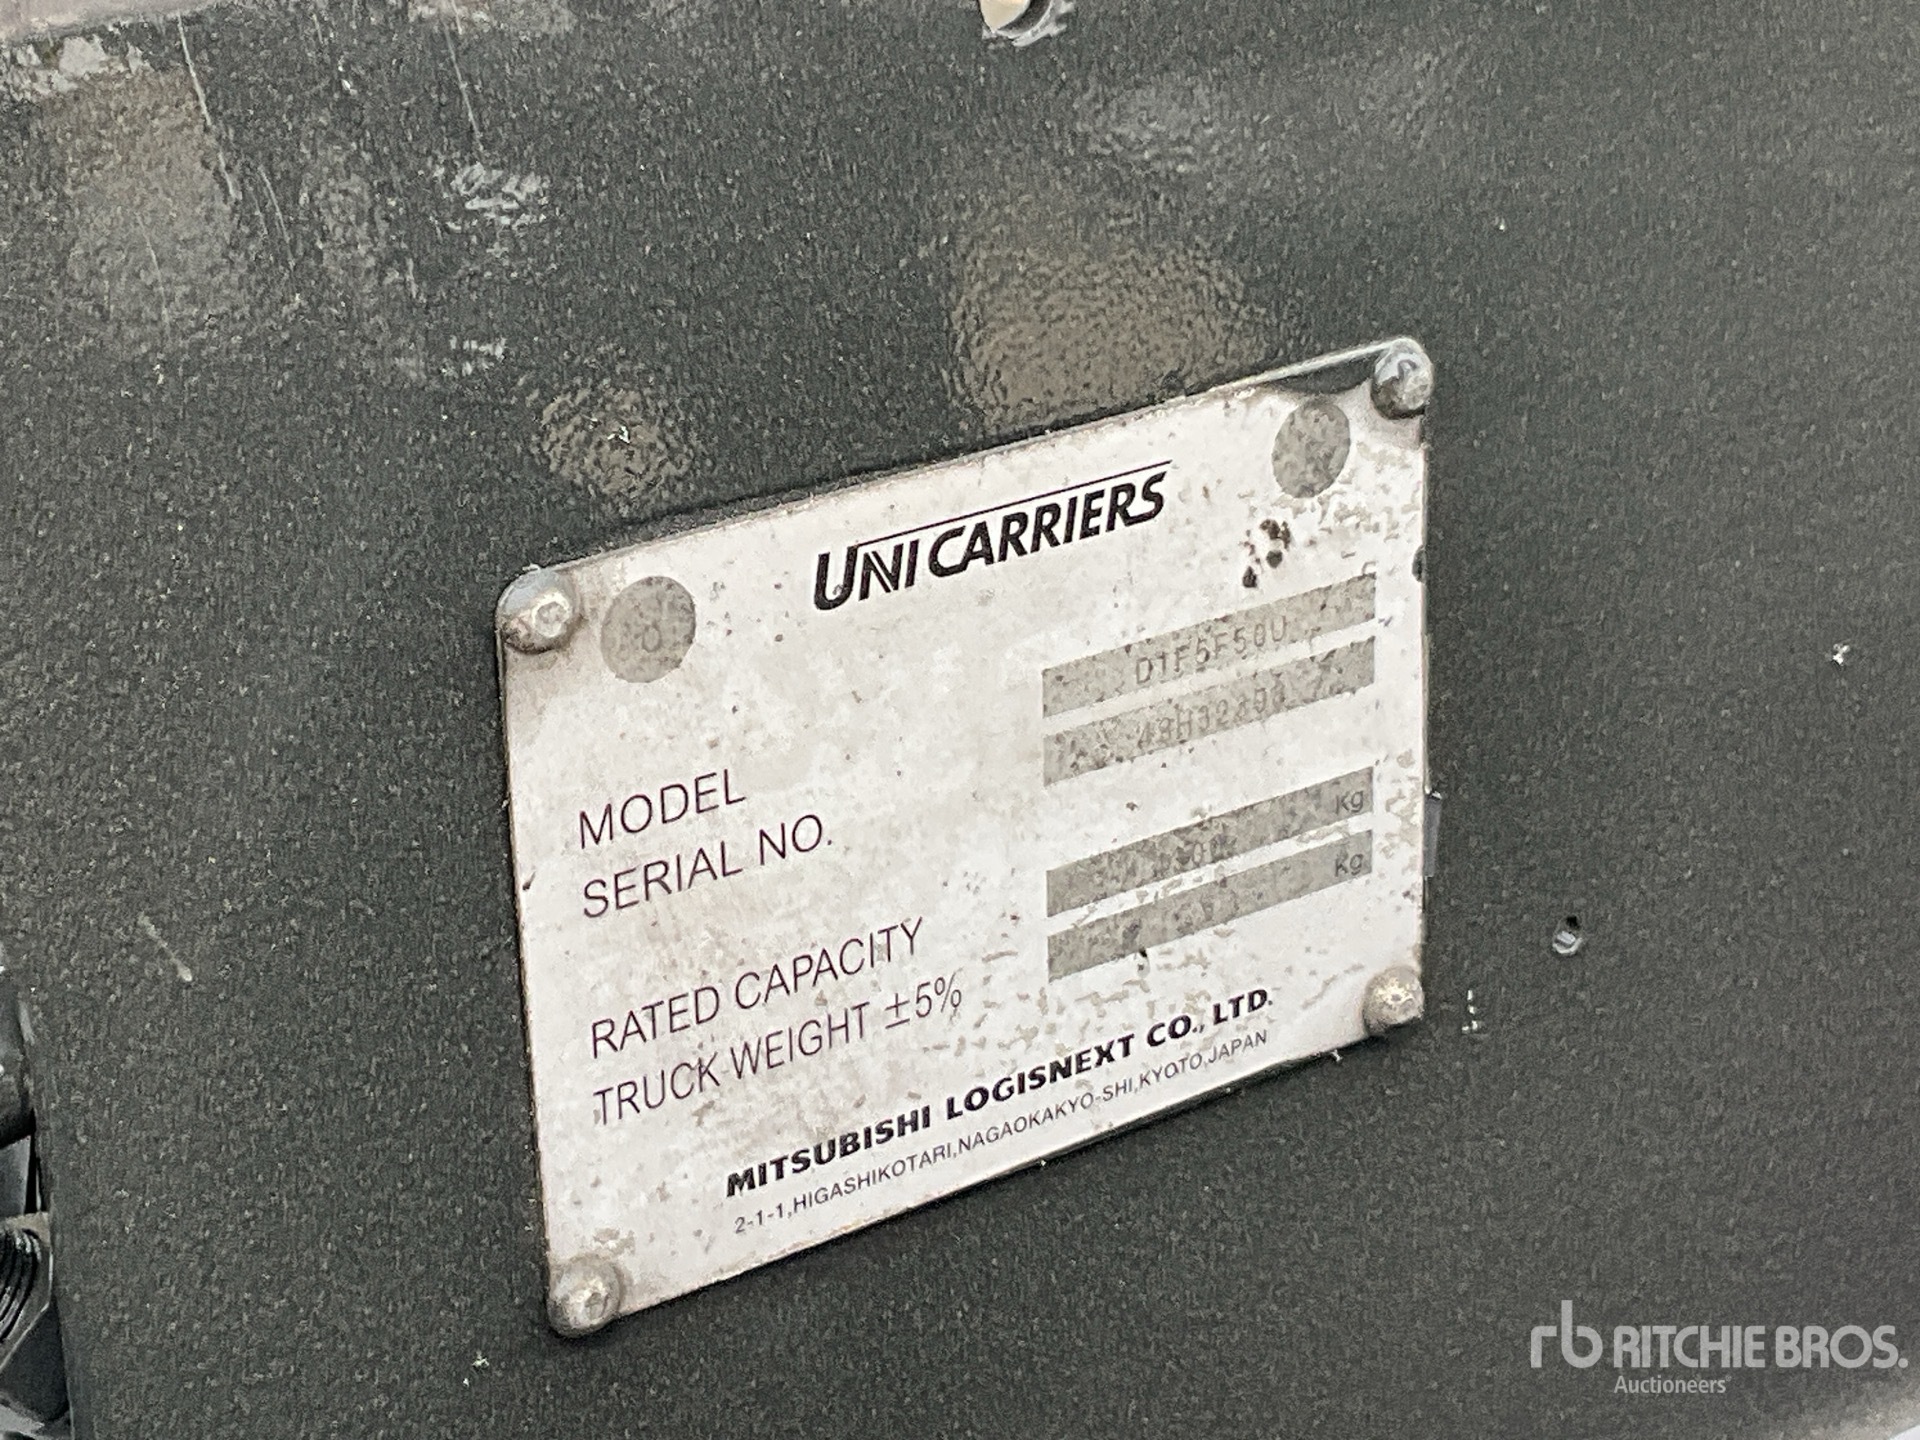 UNICARRIERS
MODEL D1F5F50U
SERIAL NO.
RATED CAPACITY Kg
TRUCK WEIGHT ±5% Kg
MITSUBISHI LOGISNEXT CO., LTD.
2-1-1,HIGASHIKOTARI,NAGAOKAKYO-SHI,KYOTO,JAPAN
rb RITCHIE BROS.
Auctioneers